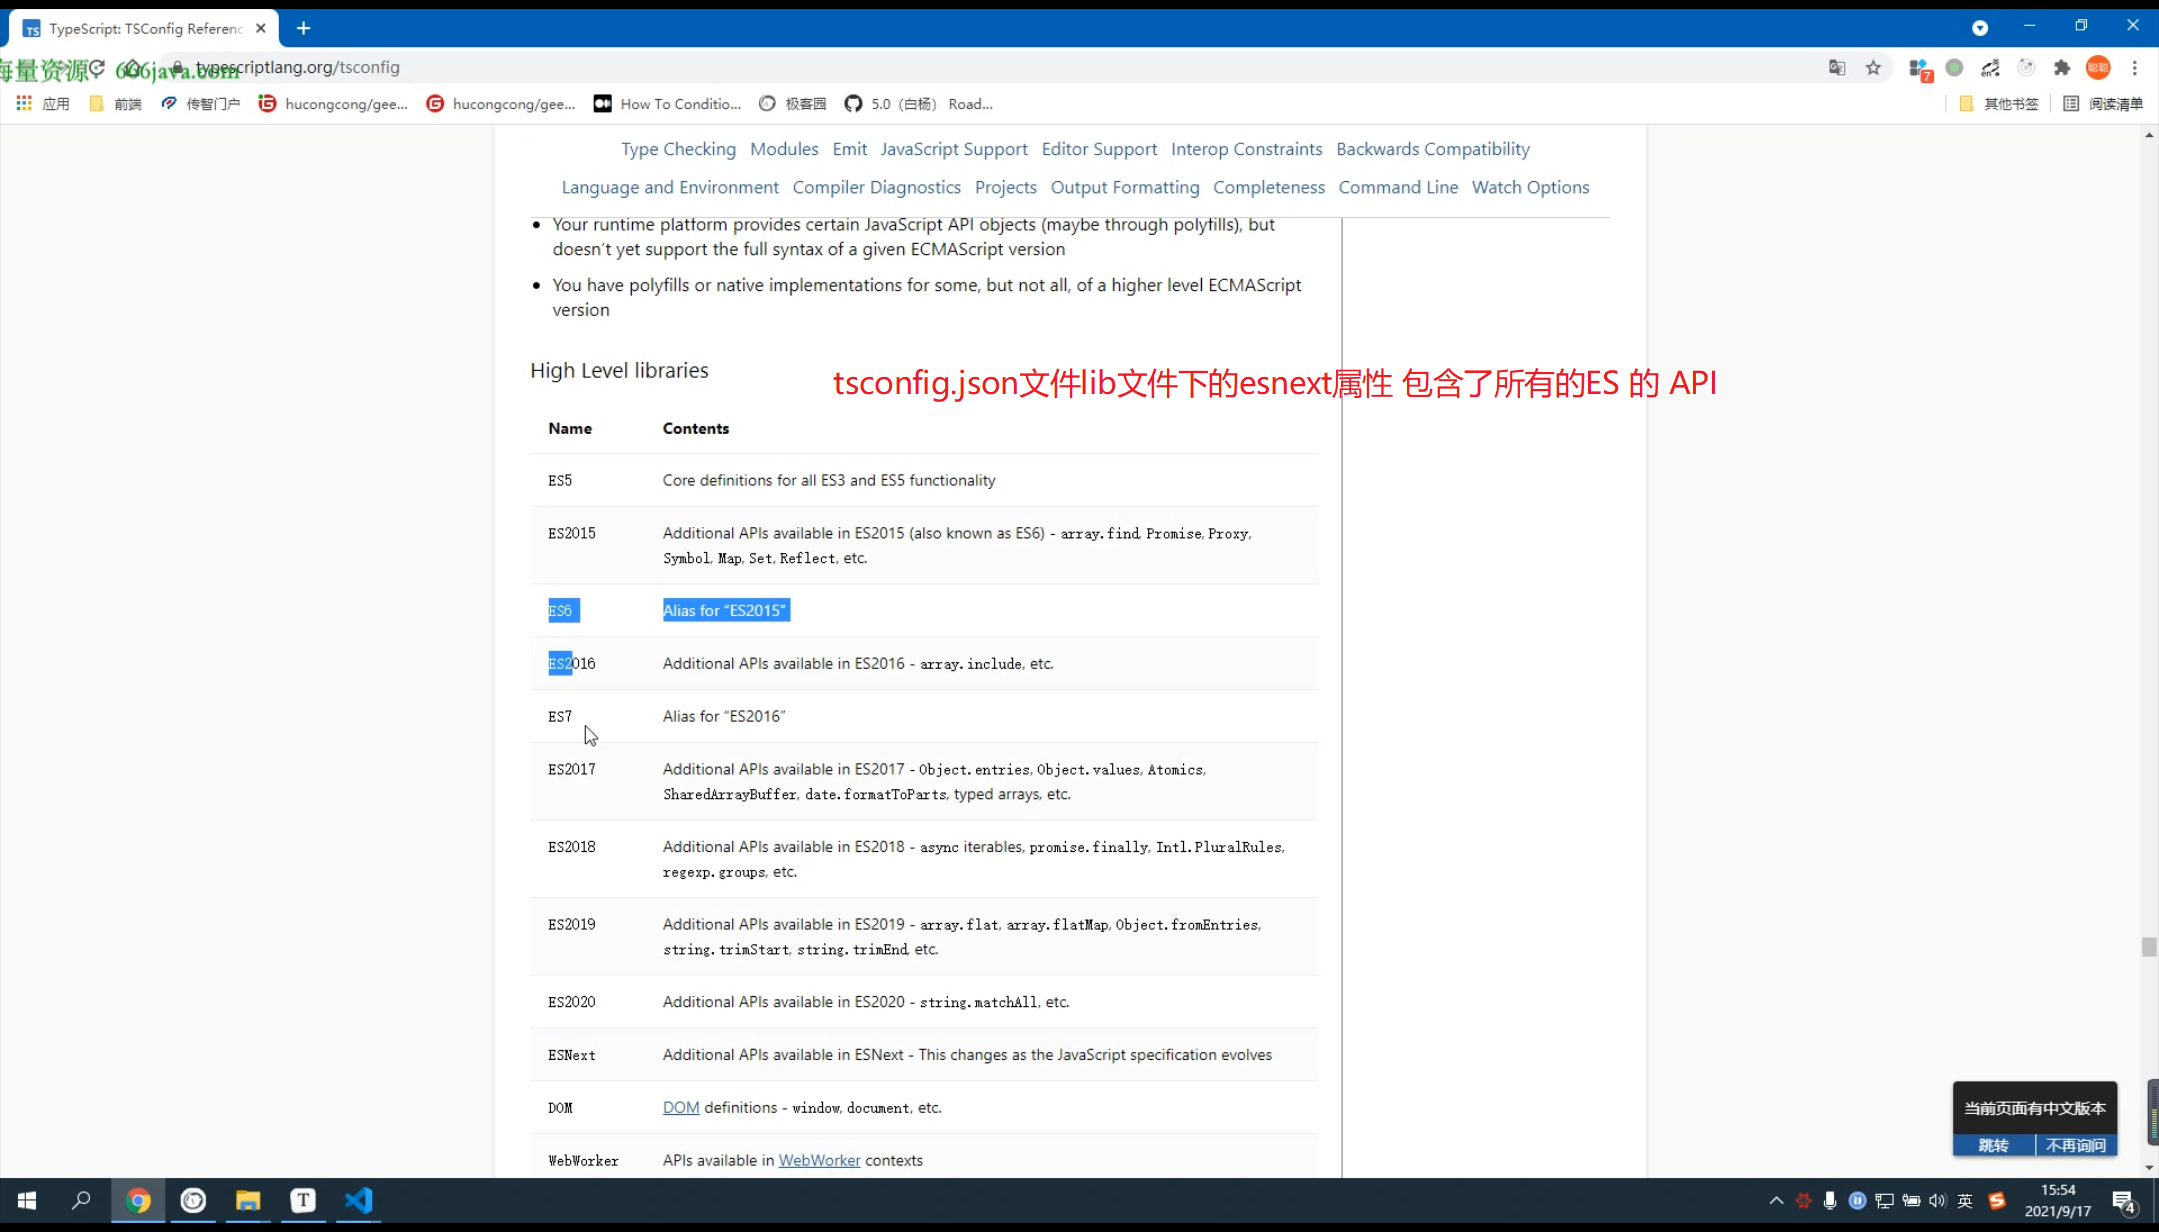 TypeScript: TSConfig Referenc
海量资源：666java.com
typescriptlang.org/tsconfig
7
聪聪
应用
前端
传智门户
hucongcong/gee...
hucongcong/gee...
How To Conditio...
极客园
5.0（白杨） Road...
其他书签
阅读清单
Type Checking Modules Emit JavaScript Support Editor Support Interop Constraints Backwards Compatibility
Language and Environment Compiler Diagnostics Projects Output Formatting Completeness Command Line Watch Options
• Your runtime platform provides certain JavaScript API objects (maybe through polyfills), but
doesn't yet support the full syntax of a given ECMAScript version
• You have polyfills or native implementations for some, but not all, of a higher level ECMAScript
version
High Level libraries
tsconfig.json文件lib文件下的esnext属性 包含了所有的ES 的 API
Name Contents
ES5 Core definitions for all ES3 and ES5 functionality
ES2015 Additional APIs available in ES2015 (also known as ES6) - array.find, Promise, Proxy,
Symbol, Map, Set, Reflect, etc.
ES6 Alias for “ES2015”
ES2016 Additional APIs available in ES2016 - array.include, etc.
ES7 Alias for “ES2016”
ES2017 Additional APIs available in ES2017 - Object.entries, Object.values, Atomics,
SharedArrayBuffer, date.formatToParts, typed arrays, etc.
ES2018 Additional APIs available in ES2018 - async iterables, promise.finally, Intl.PluralRules,
regexp.groups, etc.
ES2019 Additional APIs available in ES2019 - array.flat, array.flatMap, Object.fromEntries,
string.trimStart, string.trimEnd, etc.
ES2020 Additional APIs available in ES2020 - string.matchAll, etc.
ESNext Additional APIs available in ESNext - This changes as the JavaScript specification evolves
DOM DOM definitions - window, document, etc.
WebWorker APIs available in WebWorker contexts
当前页面有中文版本
跳转 不再询问
英
15:54
2021/9/17
4